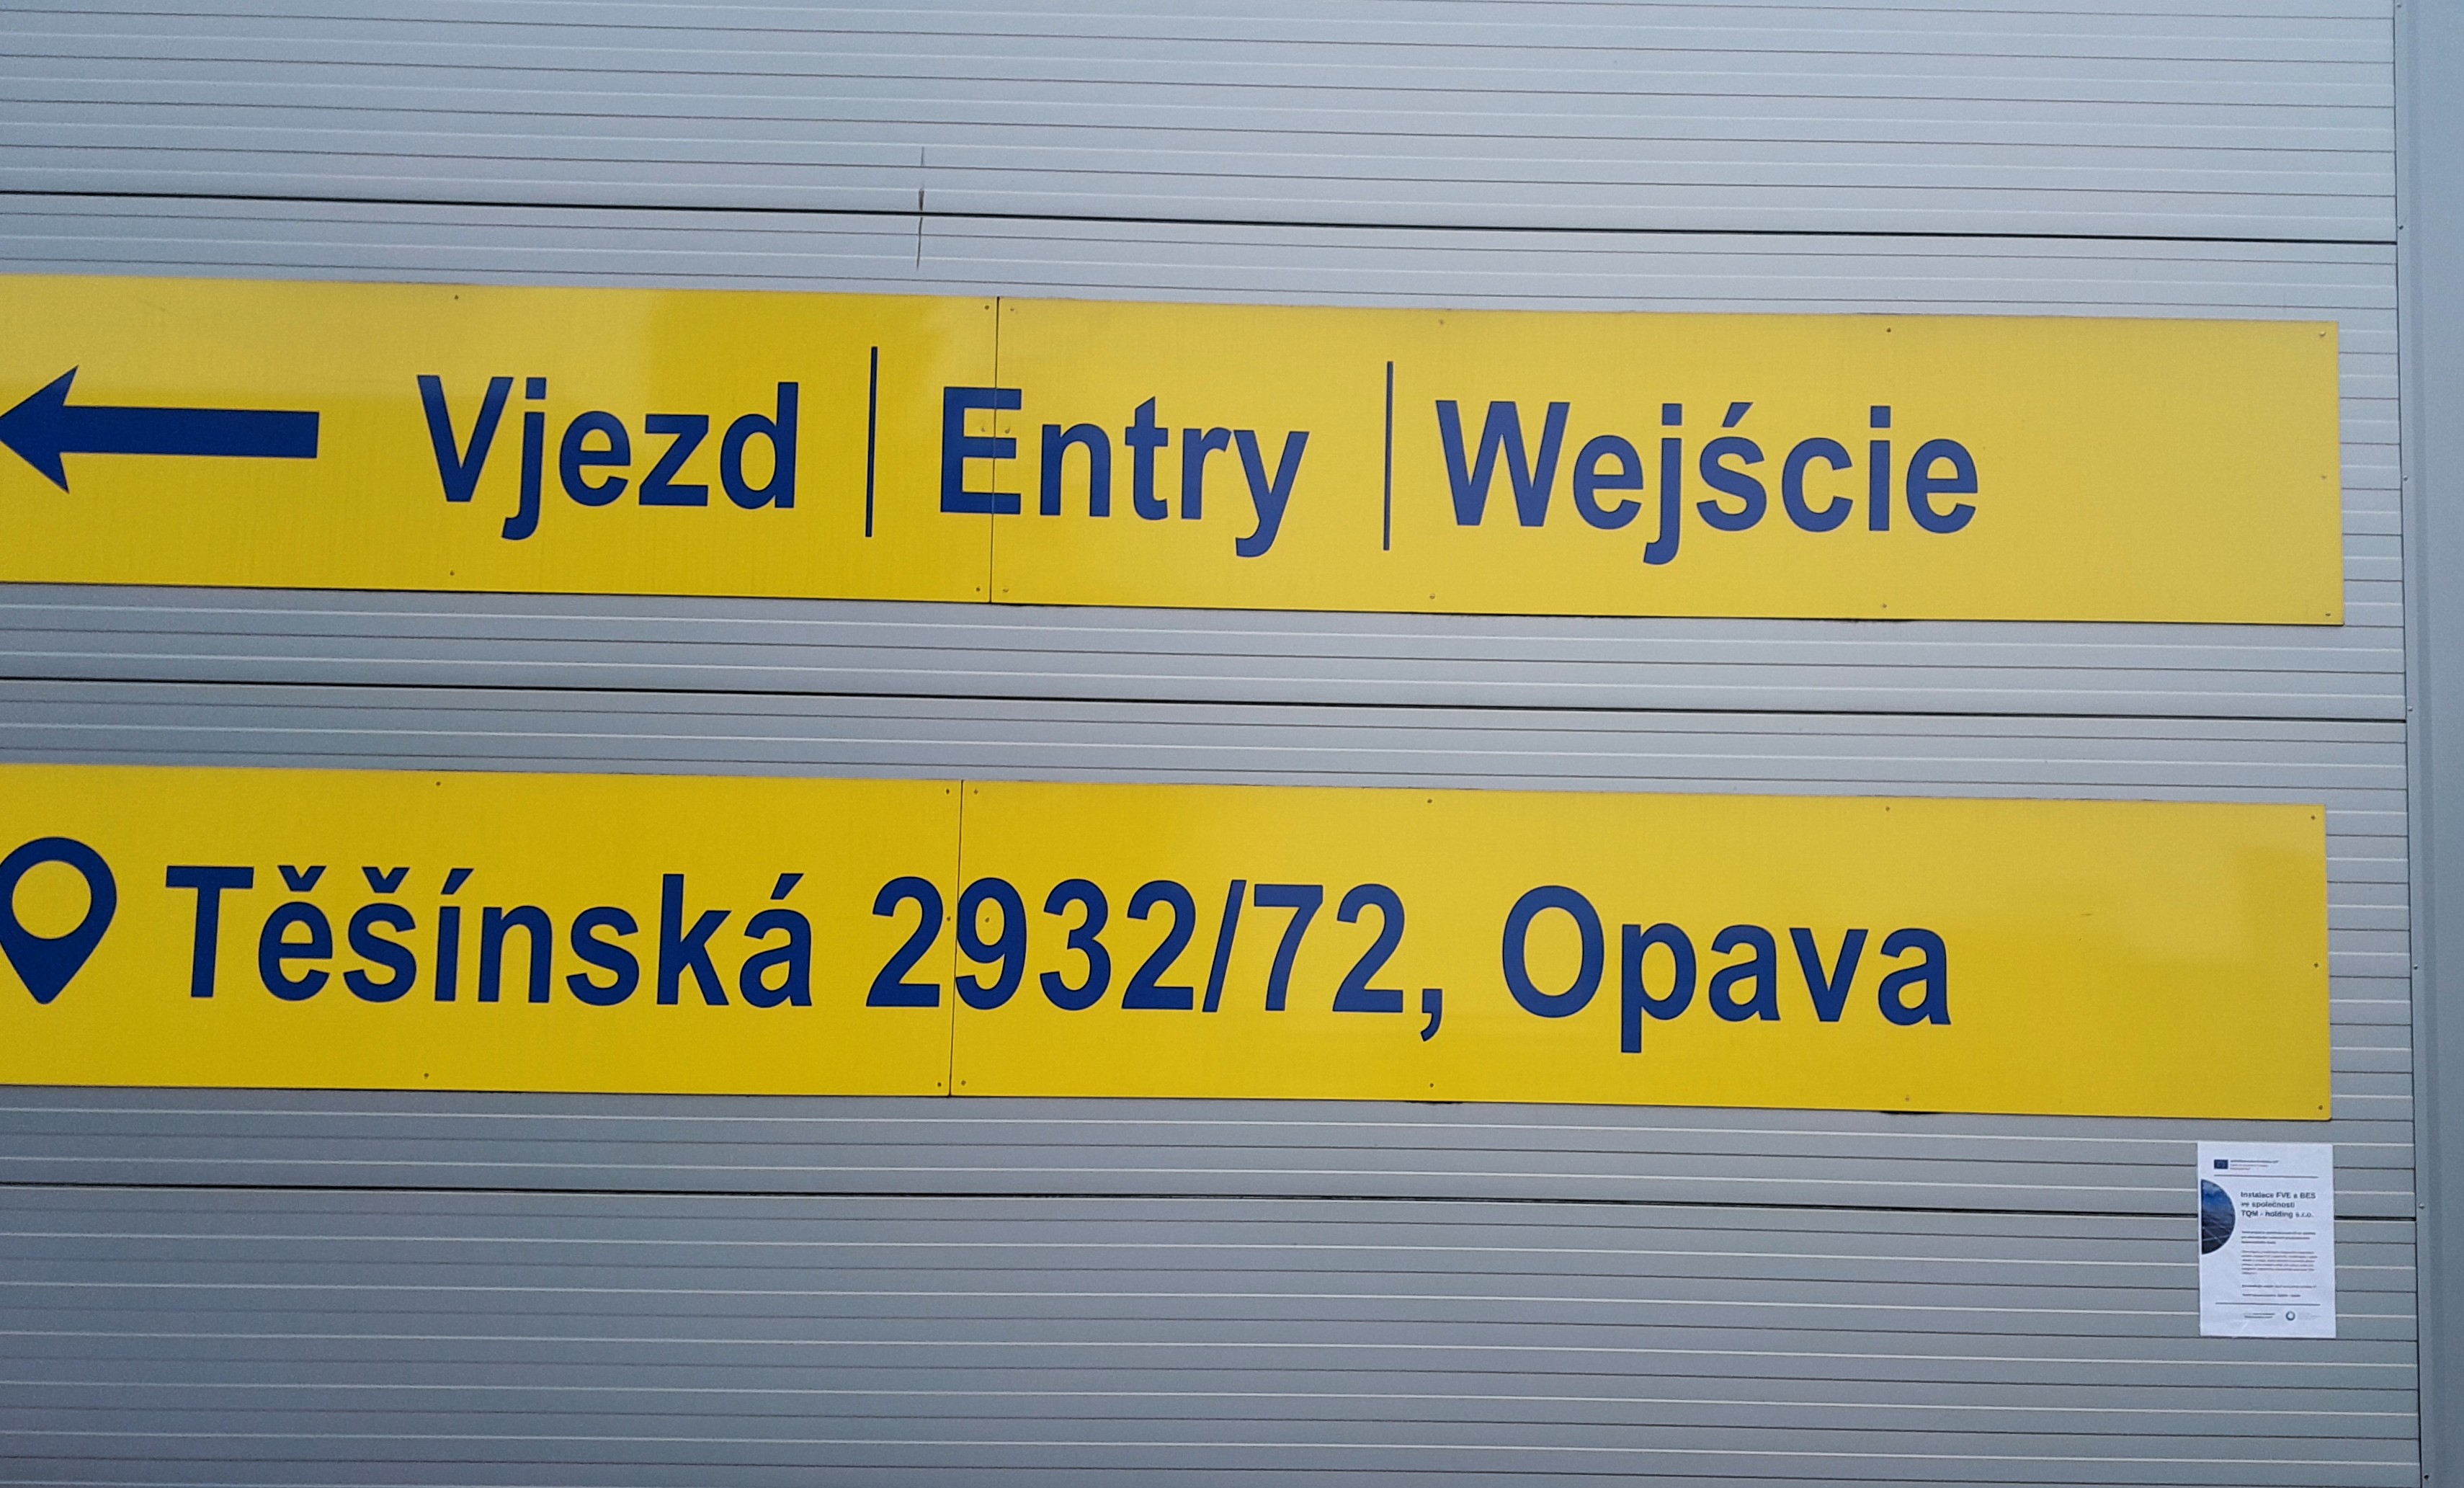 Vjezd | Entry | Wejście
Těšínská 2932/72, Opava
Instalace FVE a BES
ve společnosti
TQM - holding s.r.o.